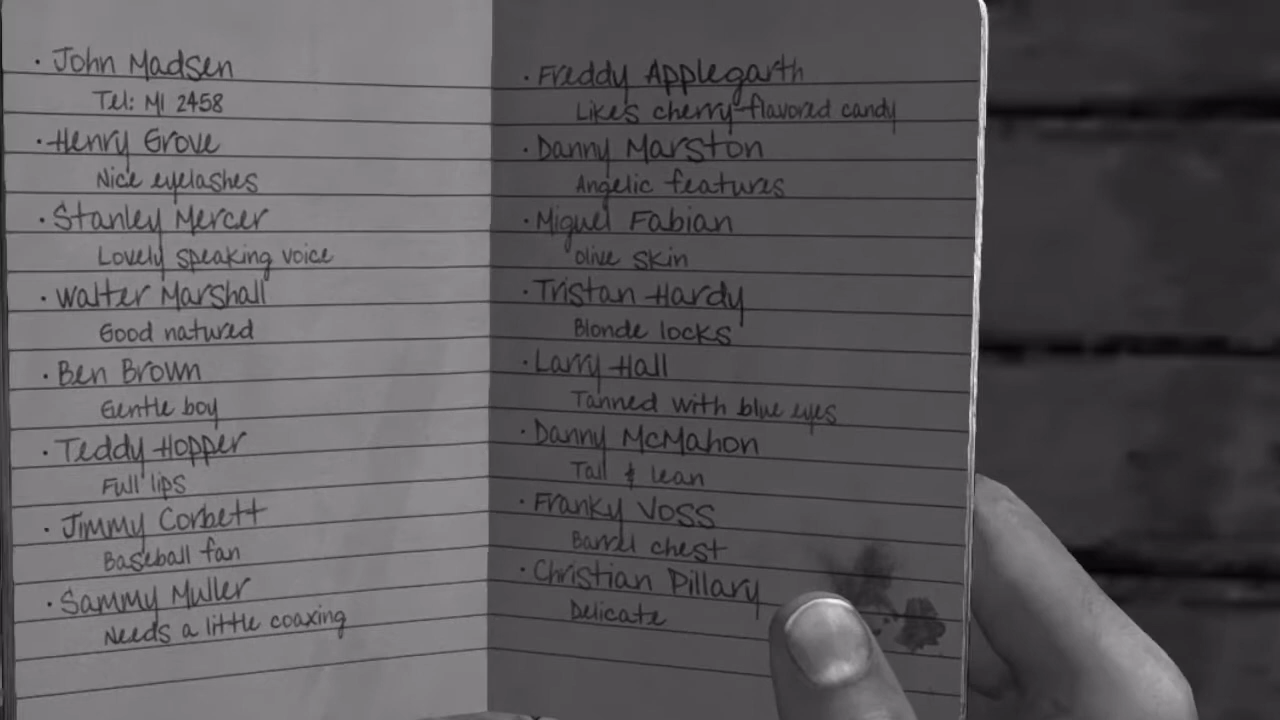 · John Madsen
Tel: MI 2458
· Henry Grove
Nice eyelashes
· Stanley Mercer
Lovely speaking voice
· Walter Marshall
Good natured
· Ben Brown
Gentle boy
· Teddy Hopper
Full lips
· Jimmy Corbett
Baseball fan
· Sammy Muller
Needs a little coaxing
· Freddy Applegarth
Likes cherry-flavored candy
· Danny Marston
Angelic features
· Miguel Fabian
Olive skin
· Tristan Hardy
Blonde locks
· Larry Hall
Tanned with blue eyes
· Danny McMahon
Tall & lean
· Franky Voss
Barrel chest
· Christian Pillary
Delicate